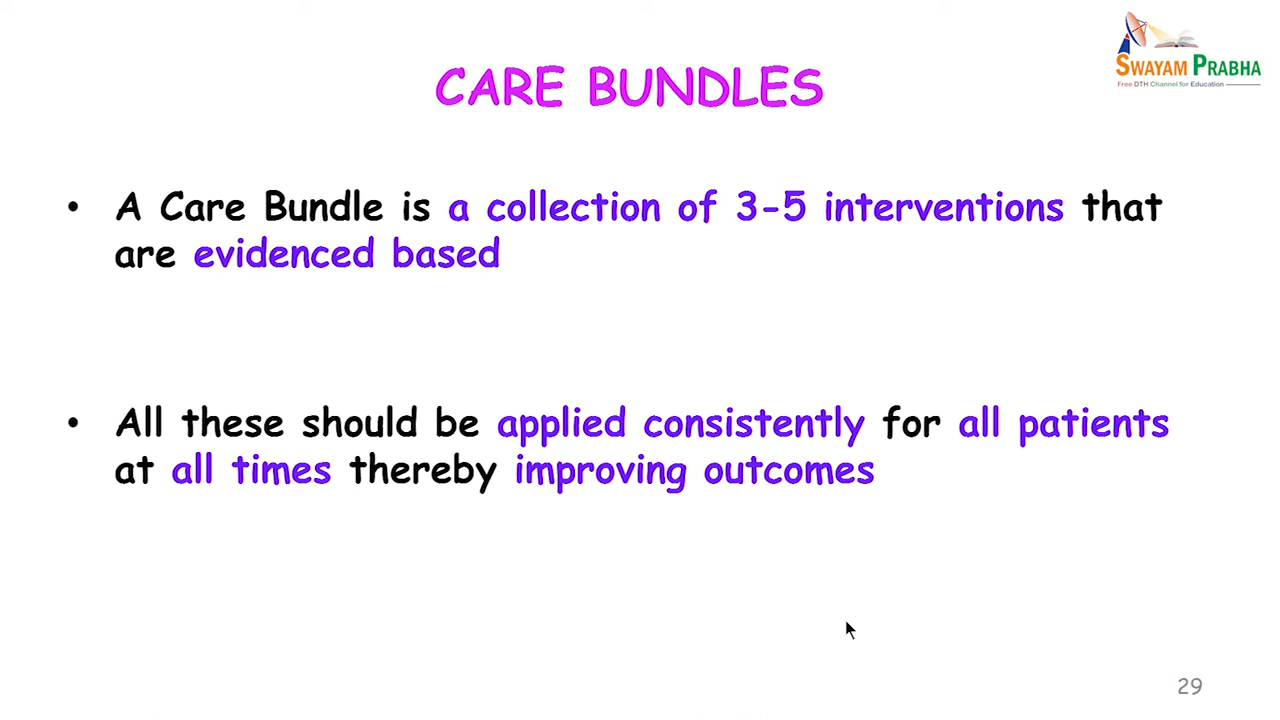 SWAYAM PRABHA
Free DTH Channel for Education
CARE BUNDLES
• A Care Bundle is a collection of 3-5 interventions that
are evidenced based
• All these should be applied consistently for all patients
at all times thereby improving outcomes
29